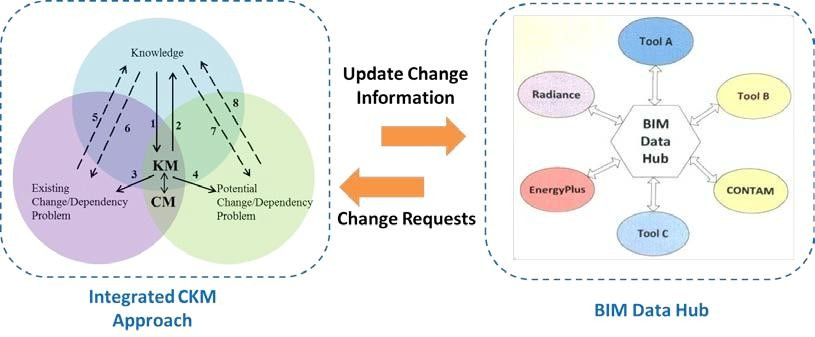 Knowledge
5
6
1
2
7
8
KM
3
4
CM
Existing
Change/Dependency
Problem
Potential
Change/Dependency
Problem
Integrated CKM
Approach
Update Change
Information
Change Requests
Tool A
Radiance
Tool B
BIM
Data
Hub
EnergyPlus
CONTAM
Tool C
BIM Data Hub